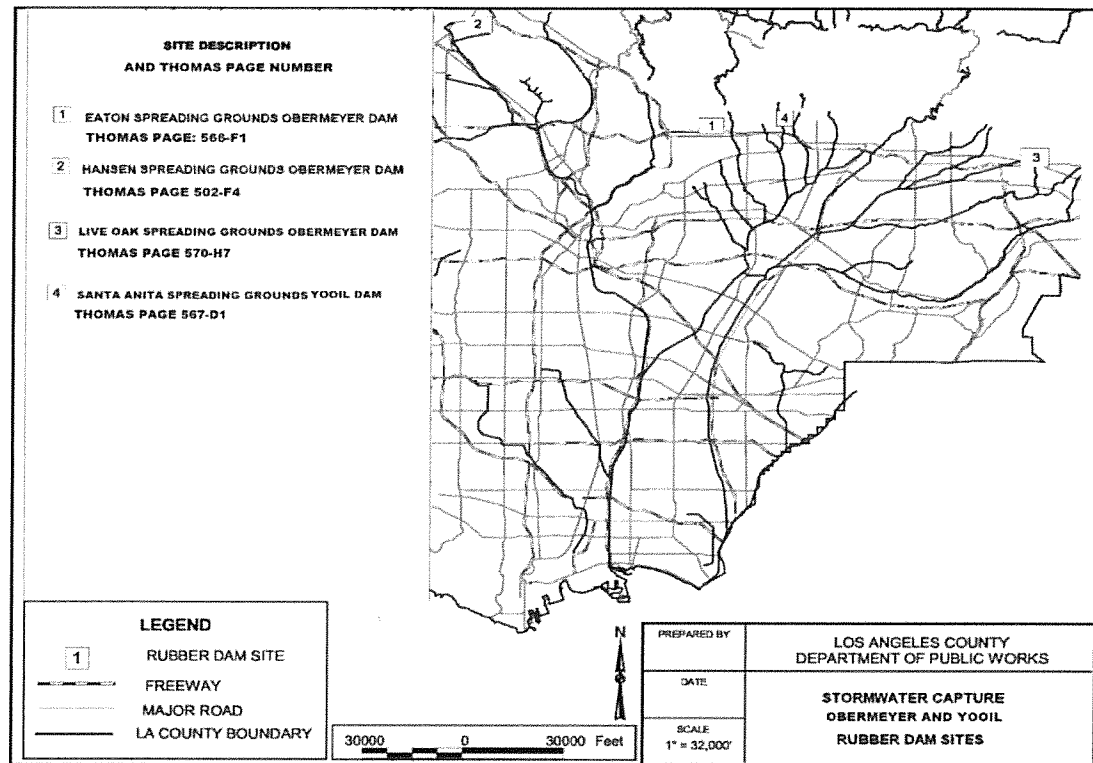 SITE DESCRIPTION
AND THOMAS PAGE NUMBER
1 EATON SPREADING GROUNDS OBERMEYER DAM
THOMAS PAGE: 566-F1
2 HANSEN SPREADING GROUNDS OBERMEYER DAM
THOMAS PAGE 502-F4
3 LIVE OAK SPREADING GROUNDS OBERMEYER DAM
THOMAS PAGE 570-H7
4 SANTA ANITA SPREADING GROUNDS YOOIL DAM
THOMAS PAGE 567-D1
2
1
4
3
LEGEND
1 RUBBER DAM SITE
FREEWAY
MAJOR ROAD
LA COUNTY BOUNDARY
30000 0 30000 Feet
N
PREPARED BY
DATE
SCALE
1" = 32,000'
LOS ANGELES COUNTY
DEPARTMENT OF PUBLIC WORKS
STORMWATER CAPTURE
OBERMEYER AND YOOIL
RUBBER DAM SITES